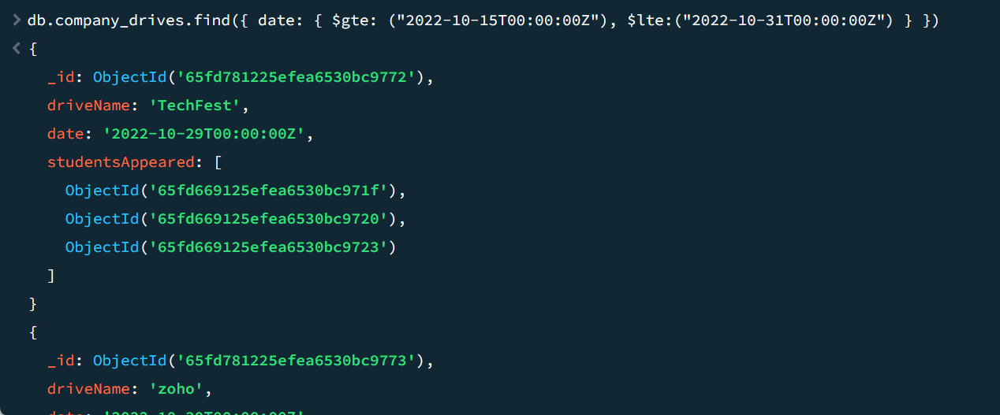 > db.company_drives.find({ date: { $gte: ("2022-10-15T00:00:00Z"), $lte:("2022-10-31T00:00:00Z") } })
< {
_id: ObjectId('65fd781225efea6530bc9772'),
driveName: 'TechFest',
date: '2022-10-29T00:00:00Z',
studentsAppeared: [
ObjectId('65fd669125efea6530bc971f'),
ObjectId('65fd669125efea6530bc9720'),
ObjectId('65fd669125efea6530bc9723')
]
}
{
_id: ObjectId('65fd781225efea6530bc9773'),
driveName: 'zoho',